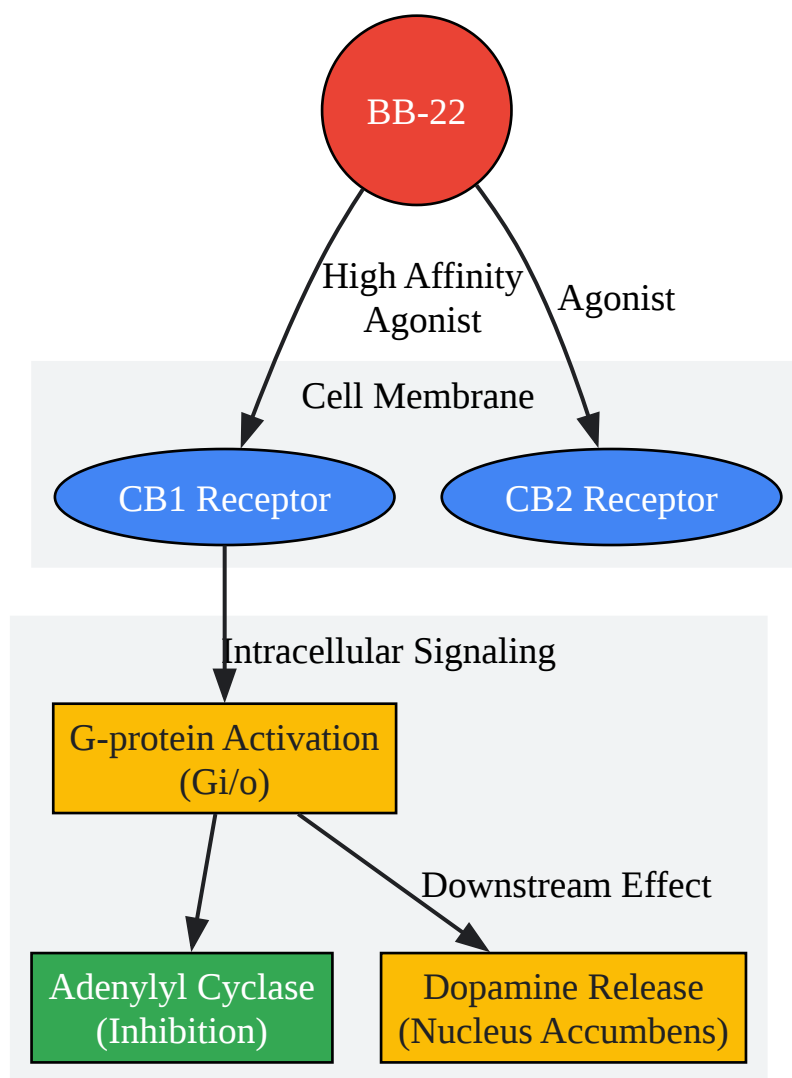 BB-22
High Affinity
Agonist
Agonist
Cell Membrane
CB1 Receptor
CB2 Receptor
Intracellular Signaling
G-protein Activation
(Gi/o)
Downstream Effect
Adenylyl Cyclase
(Inhibition)
Dopamine Release
(Nucleus Accumbens)